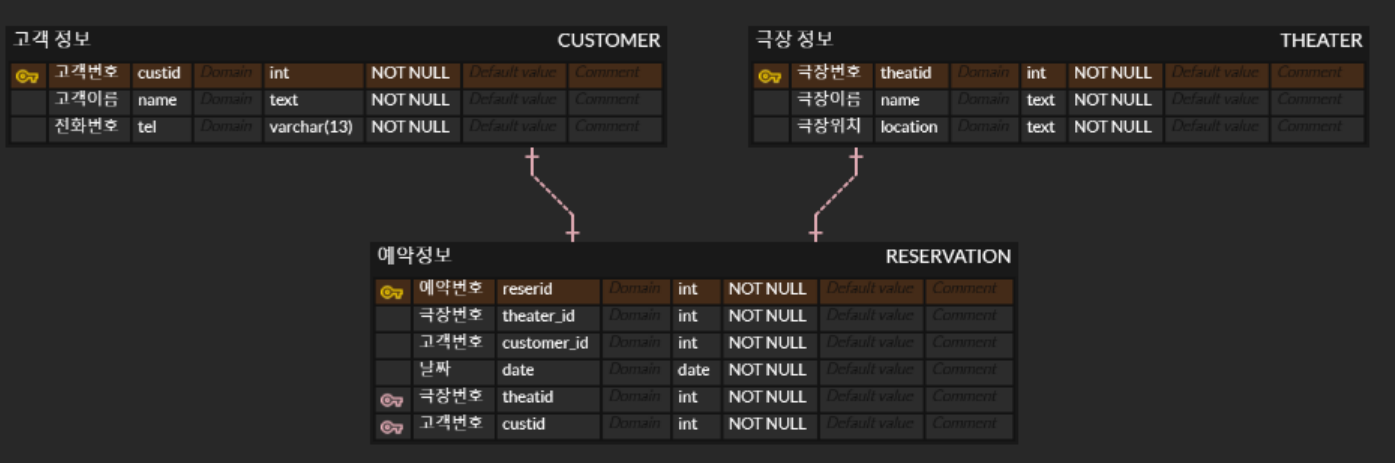 고객 정보 CUSTOMER
고객번호 custid Domain int NOT NULL Default value Comment
고객이름 name Domain text NOT NULL Default value Comment
전화번호 tel Domain varchar(13) NOT NULL Default value Comment
극장 정보 THEATER
극장번호 theatid Domain int NOT NULL Default value Comment
극장이름 name Domain text NOT NULL Default value Comment
극장위치 location Domain text NOT NULL Default value Comment
예약정보 RESERVATION
예약번호 reserid Domain int NOT NULL Default value Comment
극장번호 theater_id Domain int NOT NULL Default value Comment
고객번호 customer_id Domain int NOT NULL Default value Comment
날짜 date Domain date NOT NULL Default value Comment
극장번호 theatid Domain int NOT NULL Default value Comment
고객번호 custid Domain int NOT NULL Default value Comment